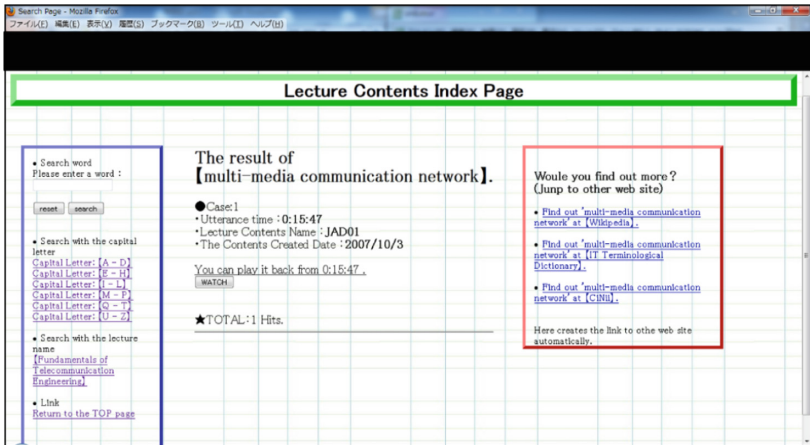 Search Page - Mozilla Firefox
ファイル(F) 編集(E) 表示(V) 履歴(S) ブックマーク(B) ツール(T) ヘルプ(H)
Lecture Contents Index Page
• Search word
Please enter a word :
reset search
• Search with the capital
letter
Capital Letter:【A - D】
Capital Letter:【E - H】
Capital Letter:【I - L】
Capital Letter:【M - P】
Capital Letter:【Q - T】
Capital Letter:【U - Z】
• Search with the lecture
name
【Fundamentals of
Telecommunication
Engineering】
• Link
Return to the TOP page
The result of
【multi-media communication network】.
●Case:1
・Utterance time：0:15:47
・Lecture Contents Name：JAD01
・The Contents Created Date：2007/10/3
You can play it back from 0:15:47 .
WATCH
★TOTAL:1 Hits.
Woule you find out more?
(Junp to other web site)
• Find out 'multi-media communication
network' at【Wikipedia】.
• Find out 'multi-media communication
network' at【IT Terminological
Dictionary】.
• Find out 'multi-media communication
network' at【CiNii】.
Here creates the link to othe web site
automatically.